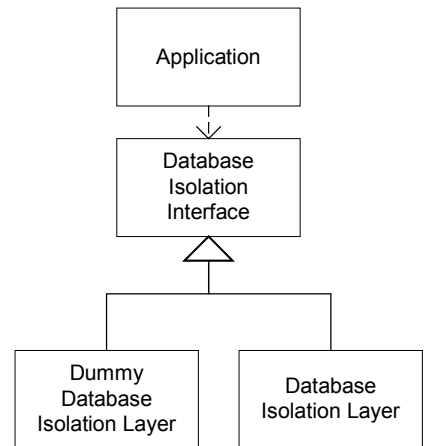 Application
Database
Isolation
Interface
Dummy
Database
Isolation Layer
Database
Isolation Layer